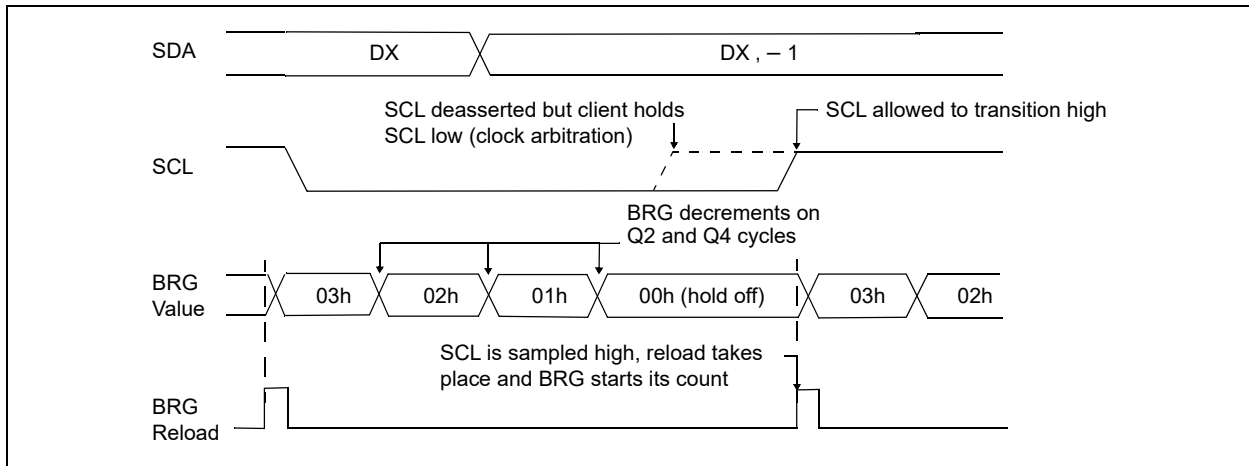 SDA
DX
DX , – 1
SCL deasserted but client holds
SCL low (clock arbitration)
SCL allowed to transition high
SCL
BRG decrements on
Q2 and Q4 cycles
BRG
Value
03h
02h
01h
00h (hold off)
03h
02h
SCL is sampled high, reload takes
place and BRG starts its count
BRG
Reload